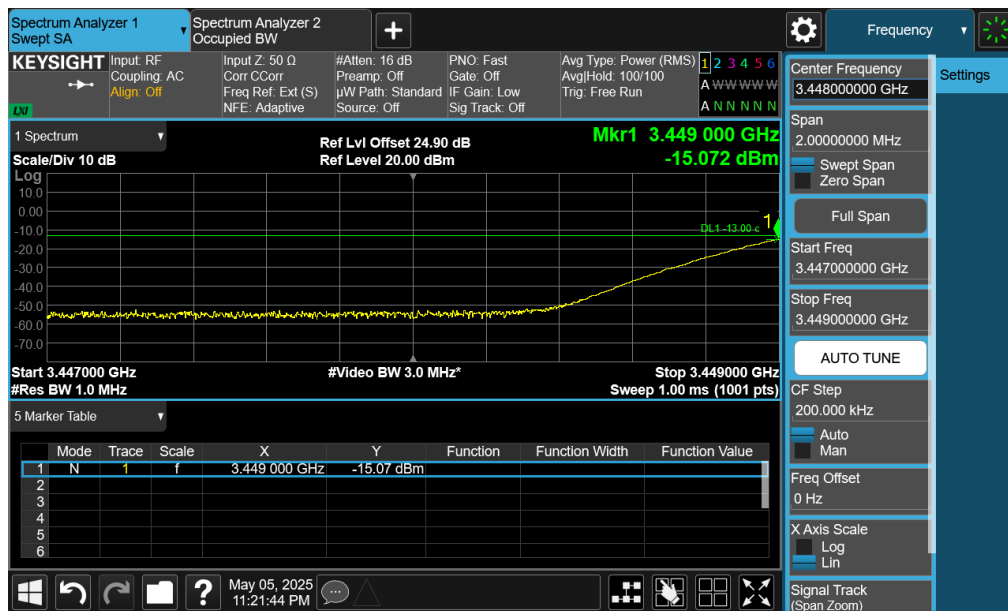 Spectrum Analyzer 1
Swept SA
Spectrum Analyzer 2
Occupied BW
Frequency
KEYSIGHT
LXI
Input: RF
Coupling: AC
Align: Off
Input Z: 50 Ω
Corr CCorr
Freq Ref: Ext (S)
NFE: Adaptive
#Atten: 16 dB
Preamp: Off
µW Path: Standard
Source: Off
PNO: Fast
Gate: Off
IF Gain: Low
Sig Track: Off
Avg Type: Power (RMS)
Avg|Hold: 100/100
Trig: Free Run
1 2 3 4 5 6
A W W W W W
A N N N N N
1 Spectrum
Scale/Div 10 dB
Ref Lvl Offset 24.90 dB
Ref Level 20.00 dBm
Mkr1 3.449 000 GHz
-15.072 dBm
Log
10.0
0.00
-10.0
-20.0
-30.0
-40.0
-50.0
-60.0
-70.0
DL1 -13.00
1
Start 3.447000 GHz
#Video BW 3.0 MHz*
Stop 3.449000 GHz
#Res BW 1.0 MHz
Sweep 1.00 ms (1001 pts)
5 Marker Table
Mode Trace Scale X Y Function Function Width Function Value
1 N 1 f 3.449 000 GHz -15.07 dBm
2
3
4
5
6
May 05, 2025
11:21:44 PM
?
Center Frequency
3.448000000 GHz
Span
2.00000000 MHz
Swept Span
Zero Span
Full Span
Start Freq
3.447000000 GHz
Stop Freq
3.449000000 GHz
AUTO TUNE
CF Step
200.000 kHz
Auto
Man
Freq Offset
0 Hz
X Axis Scale
Log
Lin
Signal Track
(Span Zoom)
Settings